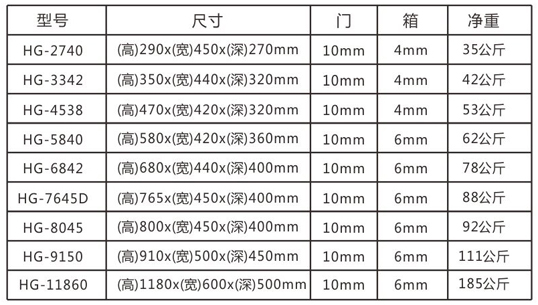 型号 尺寸 门 箱 净重
HG-2740 (高)290x(宽)450x(深)270mm 10mm 4mm 35公斤
HG-3342 (高)350x(宽)440x(深)320mm 10mm 4mm 42公斤
HG-4538 (高)470x(宽)420x(深)320mm 10mm 4mm 53公斤
HG-5840 (高)580x(宽)420x(深)360mm 10mm 6mm 62公斤
HG-6842 (高)680x(宽)440x(深)400mm 10mm 6mm 78公斤
HG-7645D (高)765x(宽)450x(深)400mm 10mm 6mm 88公斤
HG-8045 (高)800x(宽)450x(深)400mm 10mm 6mm 92公斤
HG-9150 (高)910x(宽)500x(深)450mm 10mm 6mm 111公斤
HG-11860 (高)1180x(宽)600x(深)500mm 10mm 6mm 185公斤